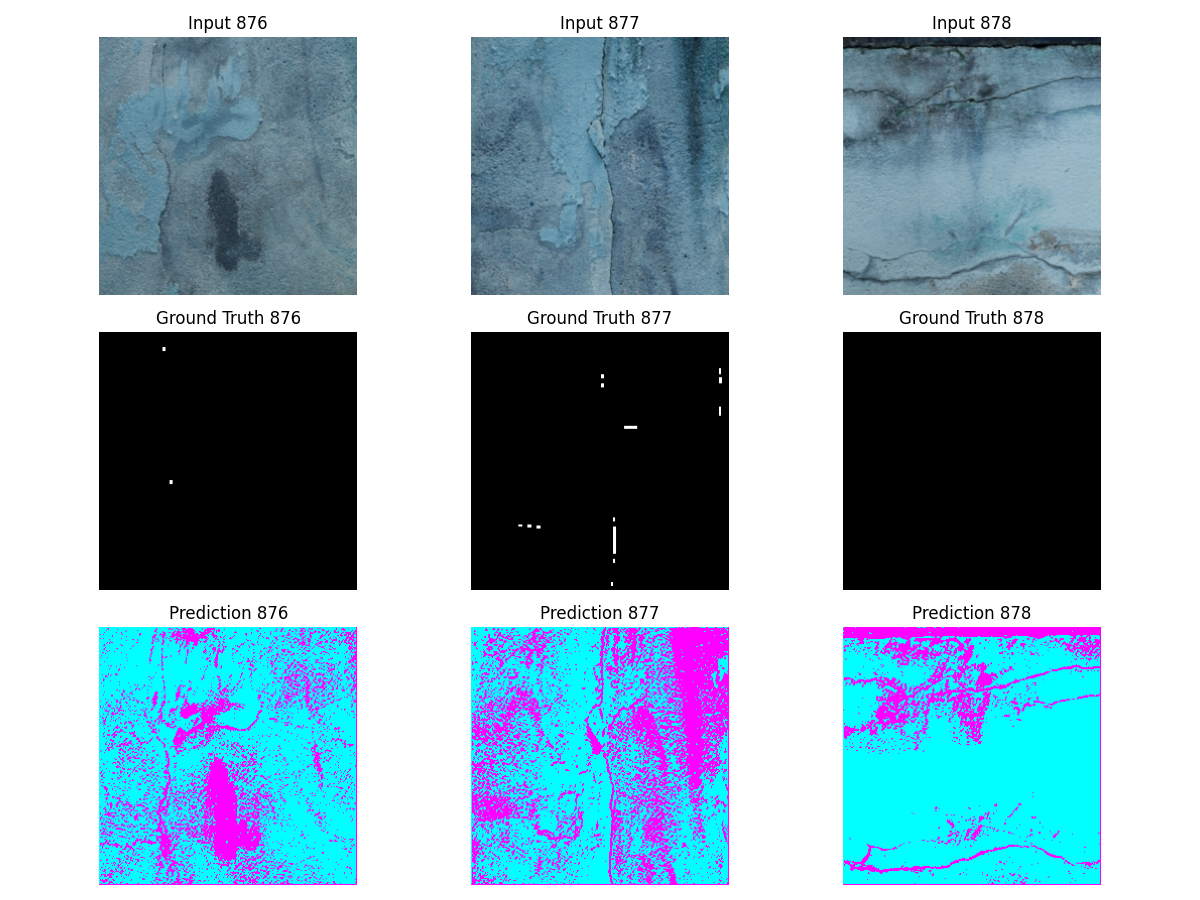 Input 876
Input 877
Input 878
Ground Truth 876
Ground Truth 877
Ground Truth 878
Prediction 876
Prediction 877
Prediction 878